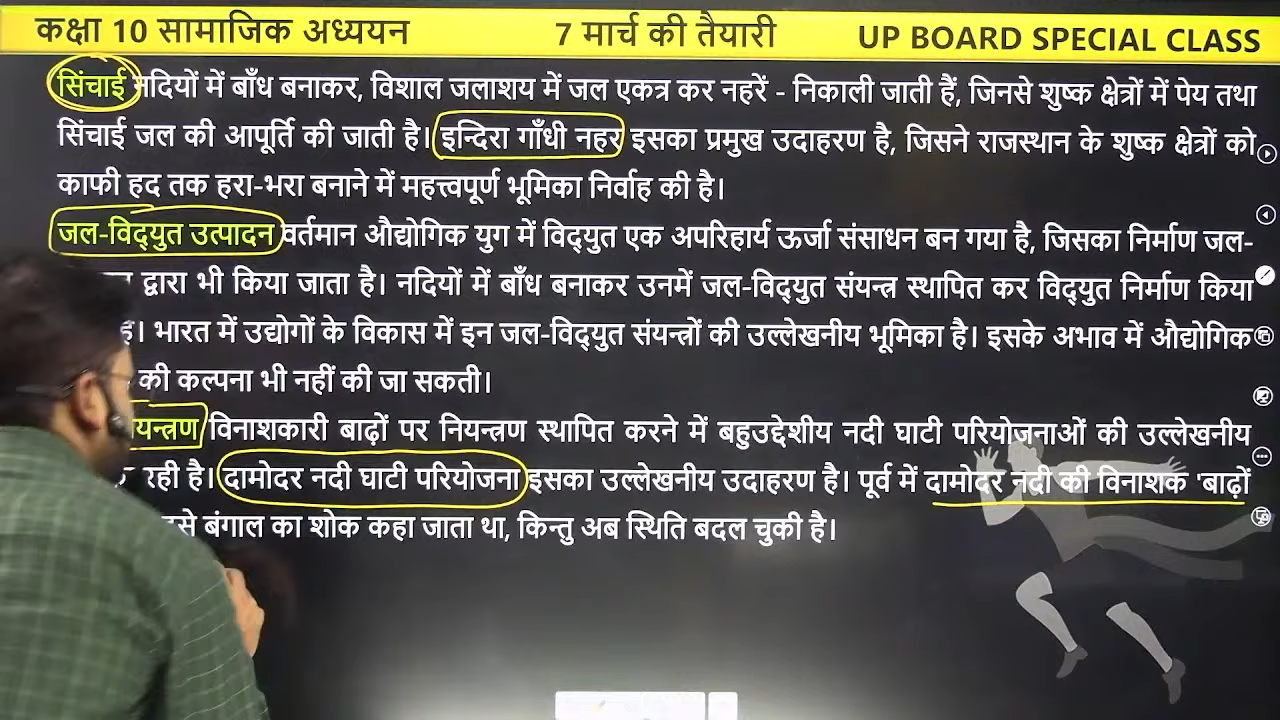 कक्षा 10 सामाजिक अध्ययन 7 मार्च की तैयारी UP BOARD SPECIAL CLASS
सिंचाई नदियों में बाँध बनाकर, विशाल जलाशय में जल एकत्र कर नहरें - निकाली जाती हैं, जिनसे शुष्क क्षेत्रों में पेय तथा
सिंचाई जल की आपूर्ति की जाती है। इन्दिरा गाँधी नहर इसका प्रमुख उदाहरण है, जिसने राजस्थान के शुष्क क्षेत्रों को
काफी हद तक हरा-भरा बनाने में महत्त्वपूर्ण भूमिका निर्वाह की है।
जल-विद्युत उत्पादन वर्तमान औद्योगिक युग में विद्युत एक अपरिहार्य ऊर्जा संसाधन बन गया है, जिसका निर्माण जल-
द्वारा भी किया जाता है। नदियों में बाँध बनाकर उनमें जल-विद्युत संयन्त्र स्थापित कर विद्युत निर्माण किया
है। भारत में उद्योगों के विकास में इन जल-विद्युत संयन्त्रों की उल्लेखनीय भूमिका है। इसके अभाव में औद्योगिक
की कल्पना भी नहीं की जा सकती।
यन्त्रण विनाशकारी बाढ़ों पर नियन्त्रण स्थापित करने में बहुउद्देशीय नदी घाटी परियोजनाओं की उल्लेखनीय
रही है। दामोदर नदी घाटी परियोजना इसका उल्लेखनीय उदाहरण है। पूर्व में दामोदर नदी की विनाशक 'बाढ़ों
से बंगाल का शोक कहा जाता था, किन्तु अब स्थिति बदल चुकी है।